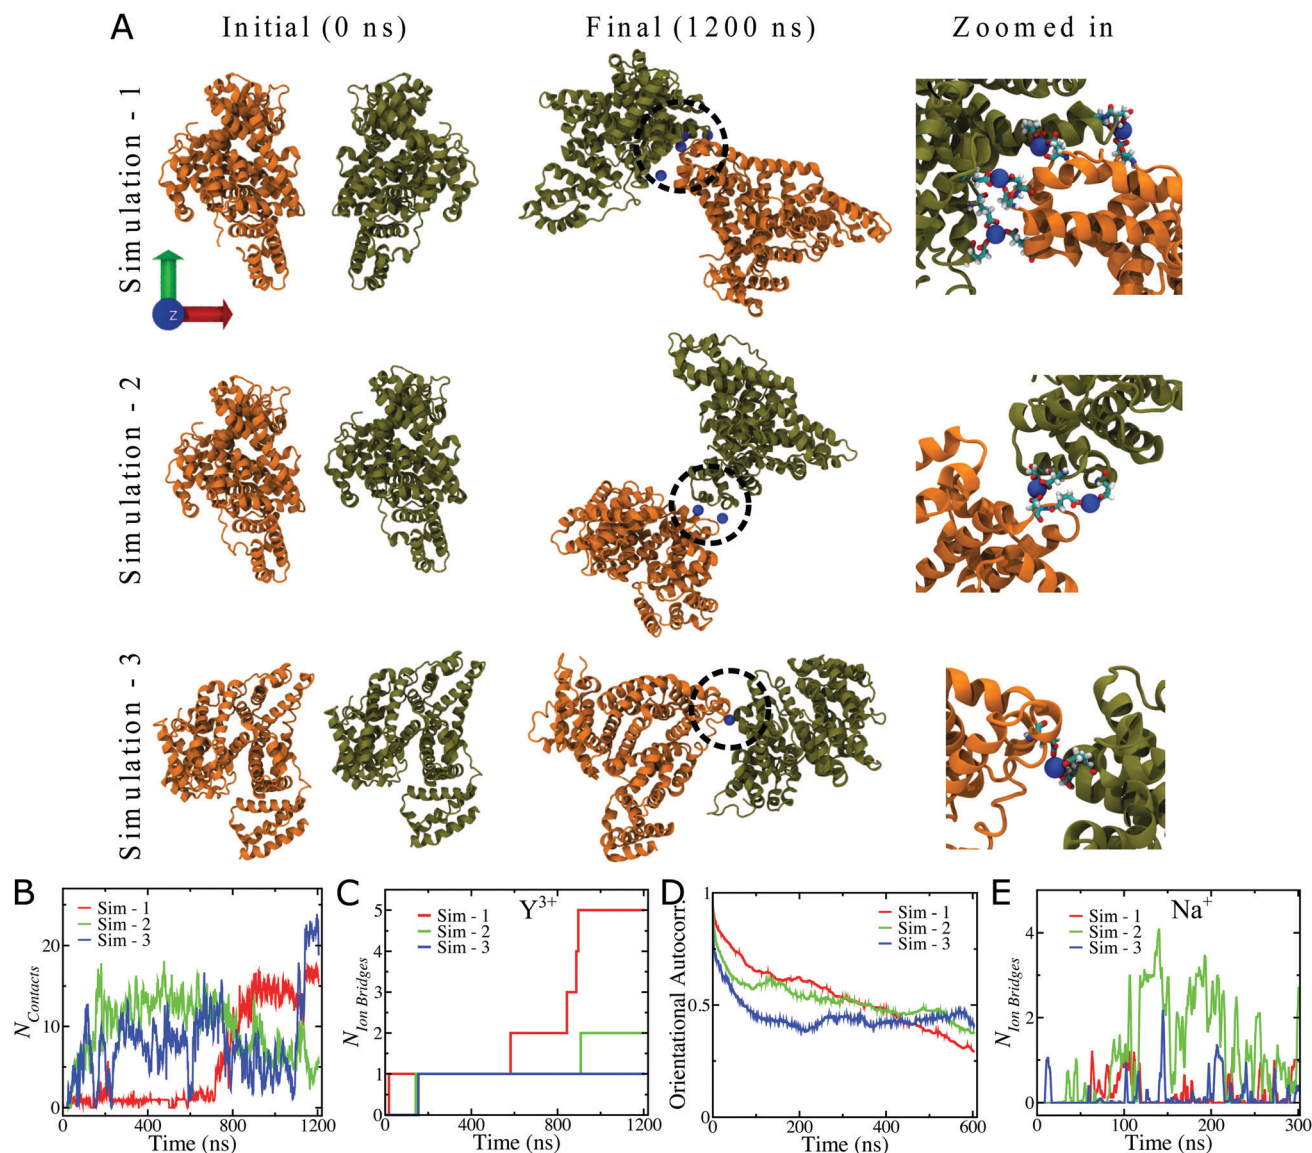 A
Initial (0 ns)
Final (1200 ns)
Zoomed in
Simulation - 1
Z
Simulation - 2
Simulation - 3
B
N_Contacts
20
10
0
Sim - 1
Sim - 2
Sim - 3
0
400
800
1200
Time (ns)
C
N_Ion Bridges
Y³⁺
5
4
3
2
1
0
Sim - 1
Sim - 2
Sim - 3
0
400
800
1200
Time (ns)
D
Orientational Autocorr.
1
0.5
0
Sim - 1
Sim - 2
Sim - 3
0
200
400
600
Time (ns)
E
N_Ion Bridges
Na⁺
4
3
2
1
0
Sim - 1
Sim - 2
Sim - 3
0
100
200
300
Time (ns)